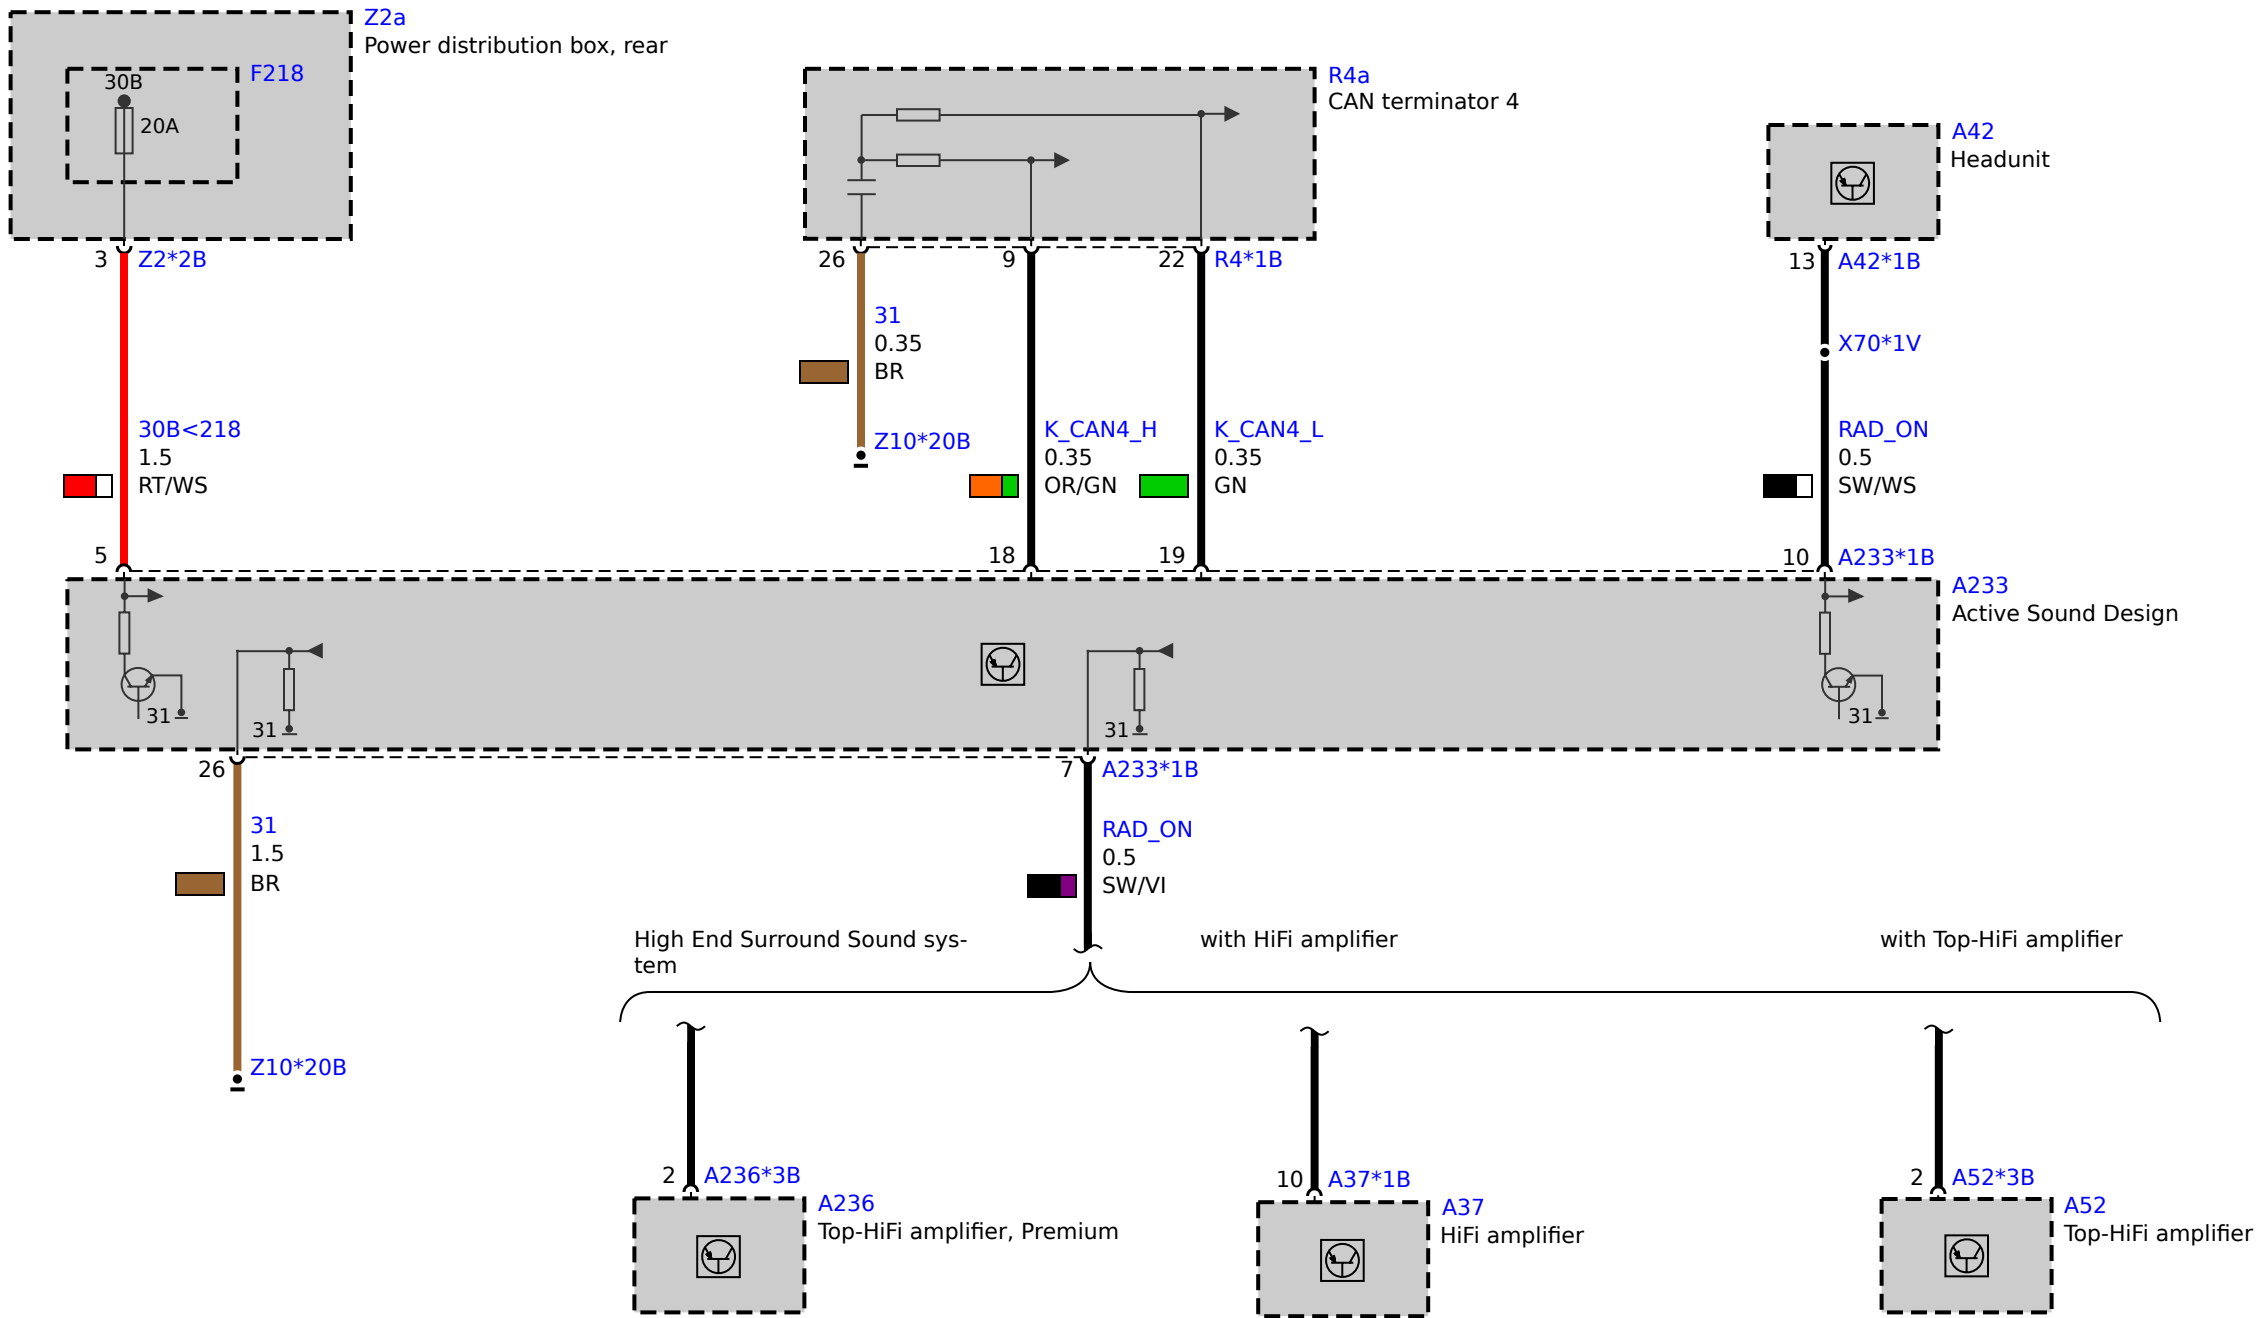 Z2a
Power distribution box, rear
F218
30B
20A
R4a
CAN terminator 4
A42
Headunit
3
Z2*2B
26
9
22
R4*1B
13
A42*1B
31
0.35
BR
X70*1V
30B<218
1.5
RT/WS
Z10*20B
K_CAN4_H
0.35
OR/GN
K_CAN4_L
0.35
GN
RAD_ON
0.5
SW/WS
5
18
19
10
A233*1B
A233
Active Sound Design
31
31
31
31
26
7
A233*1B
31
1.5
BR
RAD_ON
0.5
SW/VI
High End Surround Sound sys-
tem
with HiFi amplifier
with Top-HiFi amplifier
Z10*20B
2
A236*3B
10
A37*1B
2
A52*3B
A236
Top-HiFi amplifier, Premium
A37
HiFi amplifier
A52
Top-HiFi amplifier